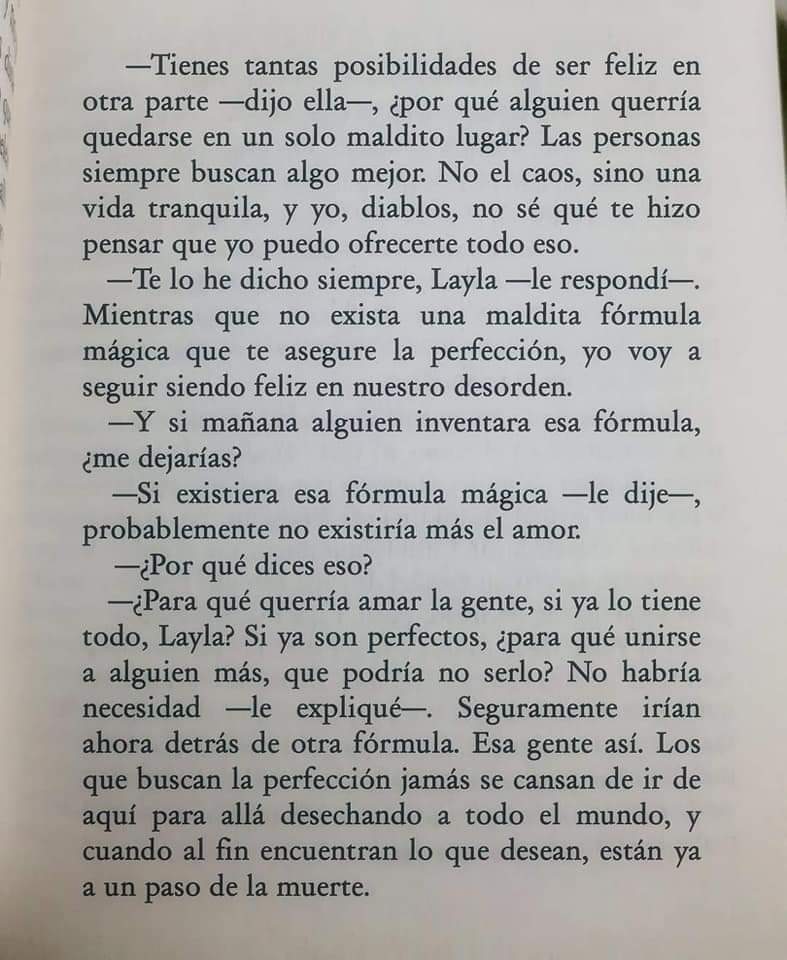 —Tienes tantas posibilidades de ser feliz en
otra parte —dijo ella—, ¿por qué alguien querría
quedarse en un solo maldito lugar? Las personas
siempre buscan algo mejor. No el caos, sino una
vida tranquila, y yo, diablos, no sé qué te hizo
pensar que yo puedo ofrecerte todo eso.
—Te lo he dicho siempre, Layla —le respondí—.
Mientras que no exista una maldita fórmula
mágica que te asegure la perfección, yo voy a
seguir siendo feliz en nuestro desorden.
—Y si mañana alguien inventara esa fórmula,
¿me dejarías?
—Si existiera esa fórmula mágica —le dije—,
probablemente no existiría más el amor.
—¿Por qué dices eso?
—¿Para qué querría amar la gente, si ya lo tiene
todo, Layla? Si ya son perfectos, ¿para qué unirse
a alguien más, que podría no serlo? No habría
necesidad —le expliqué—. Seguramente irían
ahora detrás de otra fórmula. Esa gente así. Los
que buscan la perfección jamás se cansan de ir de
aquí para allá desechando a todo el mundo, y
cuando al fin encuentran lo que desean, están ya
a un paso de la muerte.